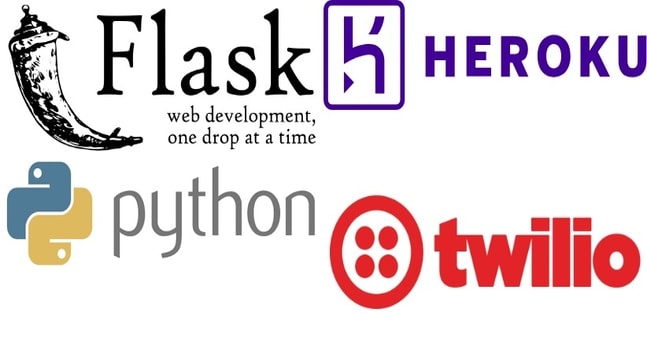 Flask
web development,
one drop at a time
HEROKU
python
twilio